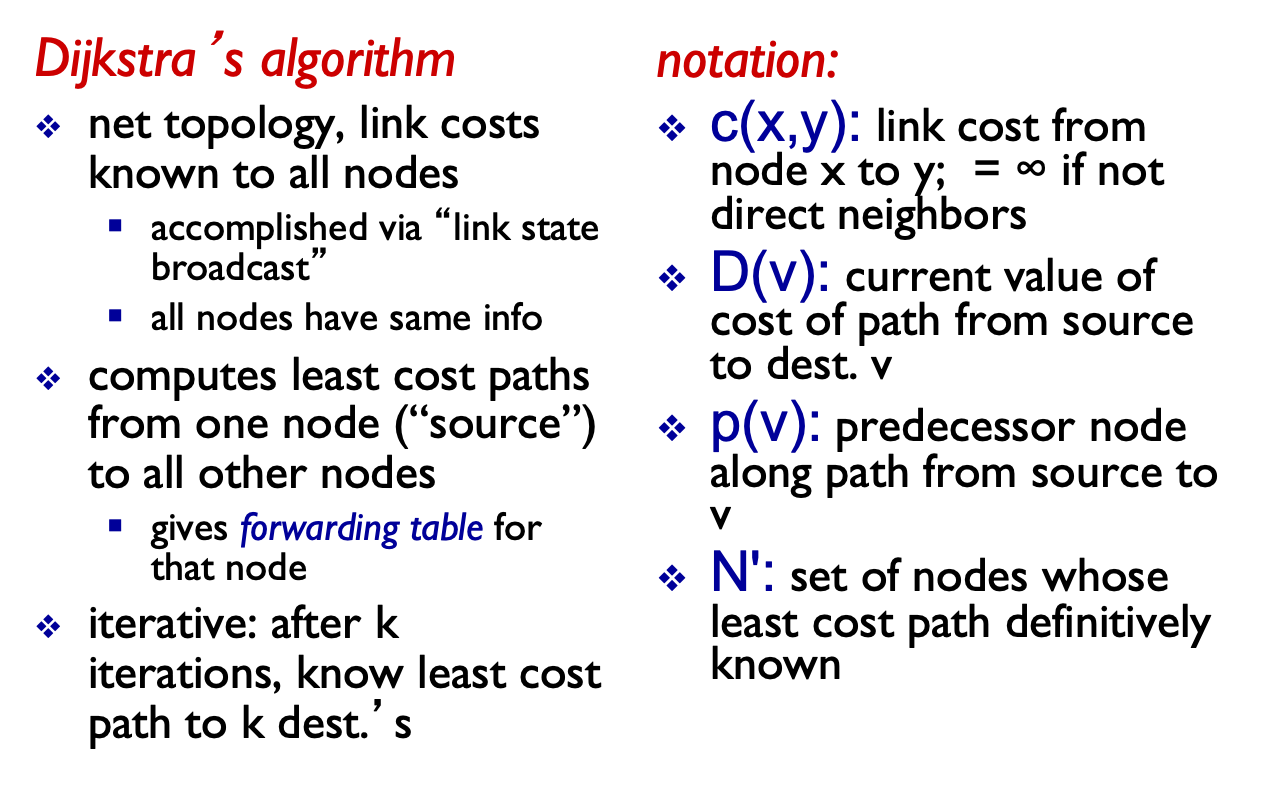 Dijkstra’s algorithm
❖ net topology, link costs
known to all nodes
▪ accomplished via “link state
broadcast”
▪ all nodes have same info
❖ computes least cost paths
from one node (“source”)
to all other nodes
▪ gives forwarding table for
that node
❖ iterative: after k
iterations, know least cost
path to k dest.’s
notation:
❖ c(x,y): link cost from
node x to y; = ∞ if not
direct neighbors
❖ D(v): current value of
cost of path from source
to dest. v
❖ p(v): predecessor node
along path from source to
v
❖ N': set of nodes whose
least cost path definitively
known